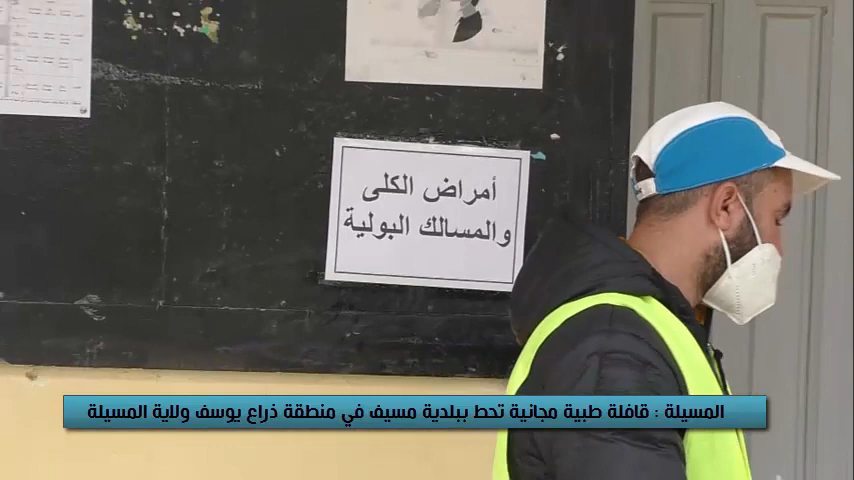 أمراض الكلى
والمسالك البولية
المسيلة : قافلة طبية مجانية تحط ببلدية مسيف في منطقة ذراع يوسف ولاية المسيلة